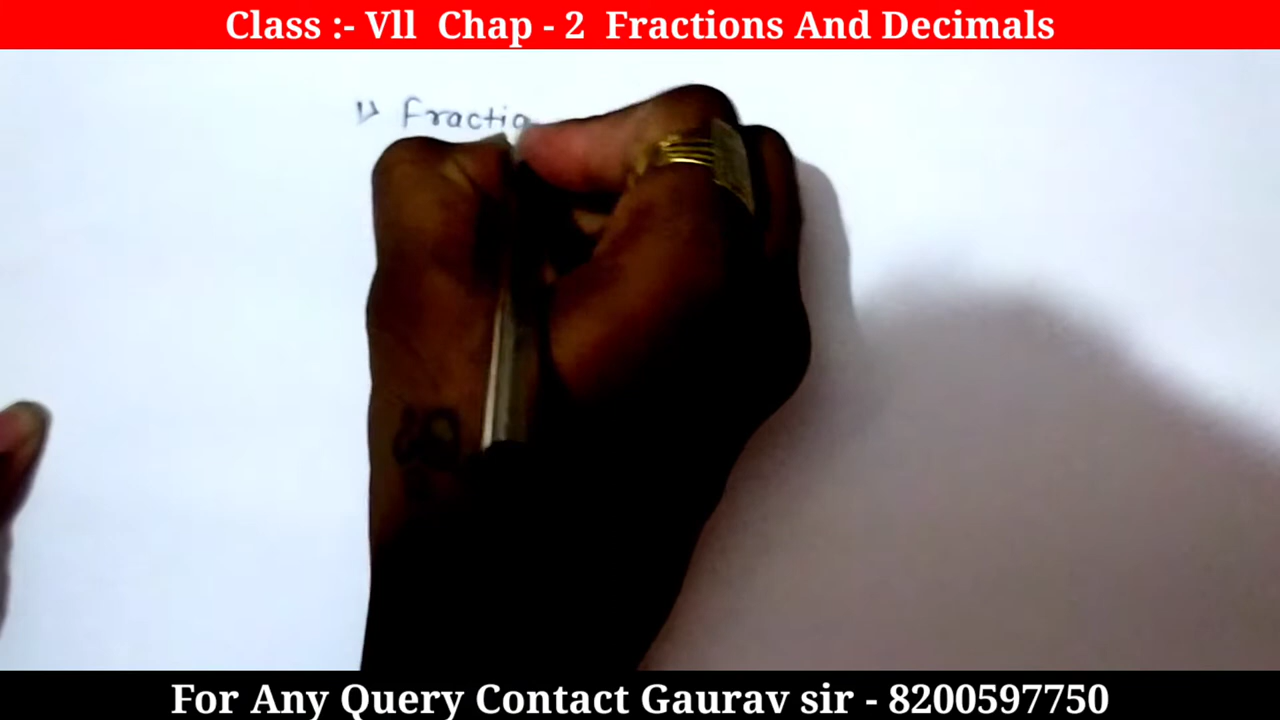 Class :- Vll Chap - 2 Fractions And Decimals
1) Fractio
For Any Query Contact Gaurav sir - 8200597750